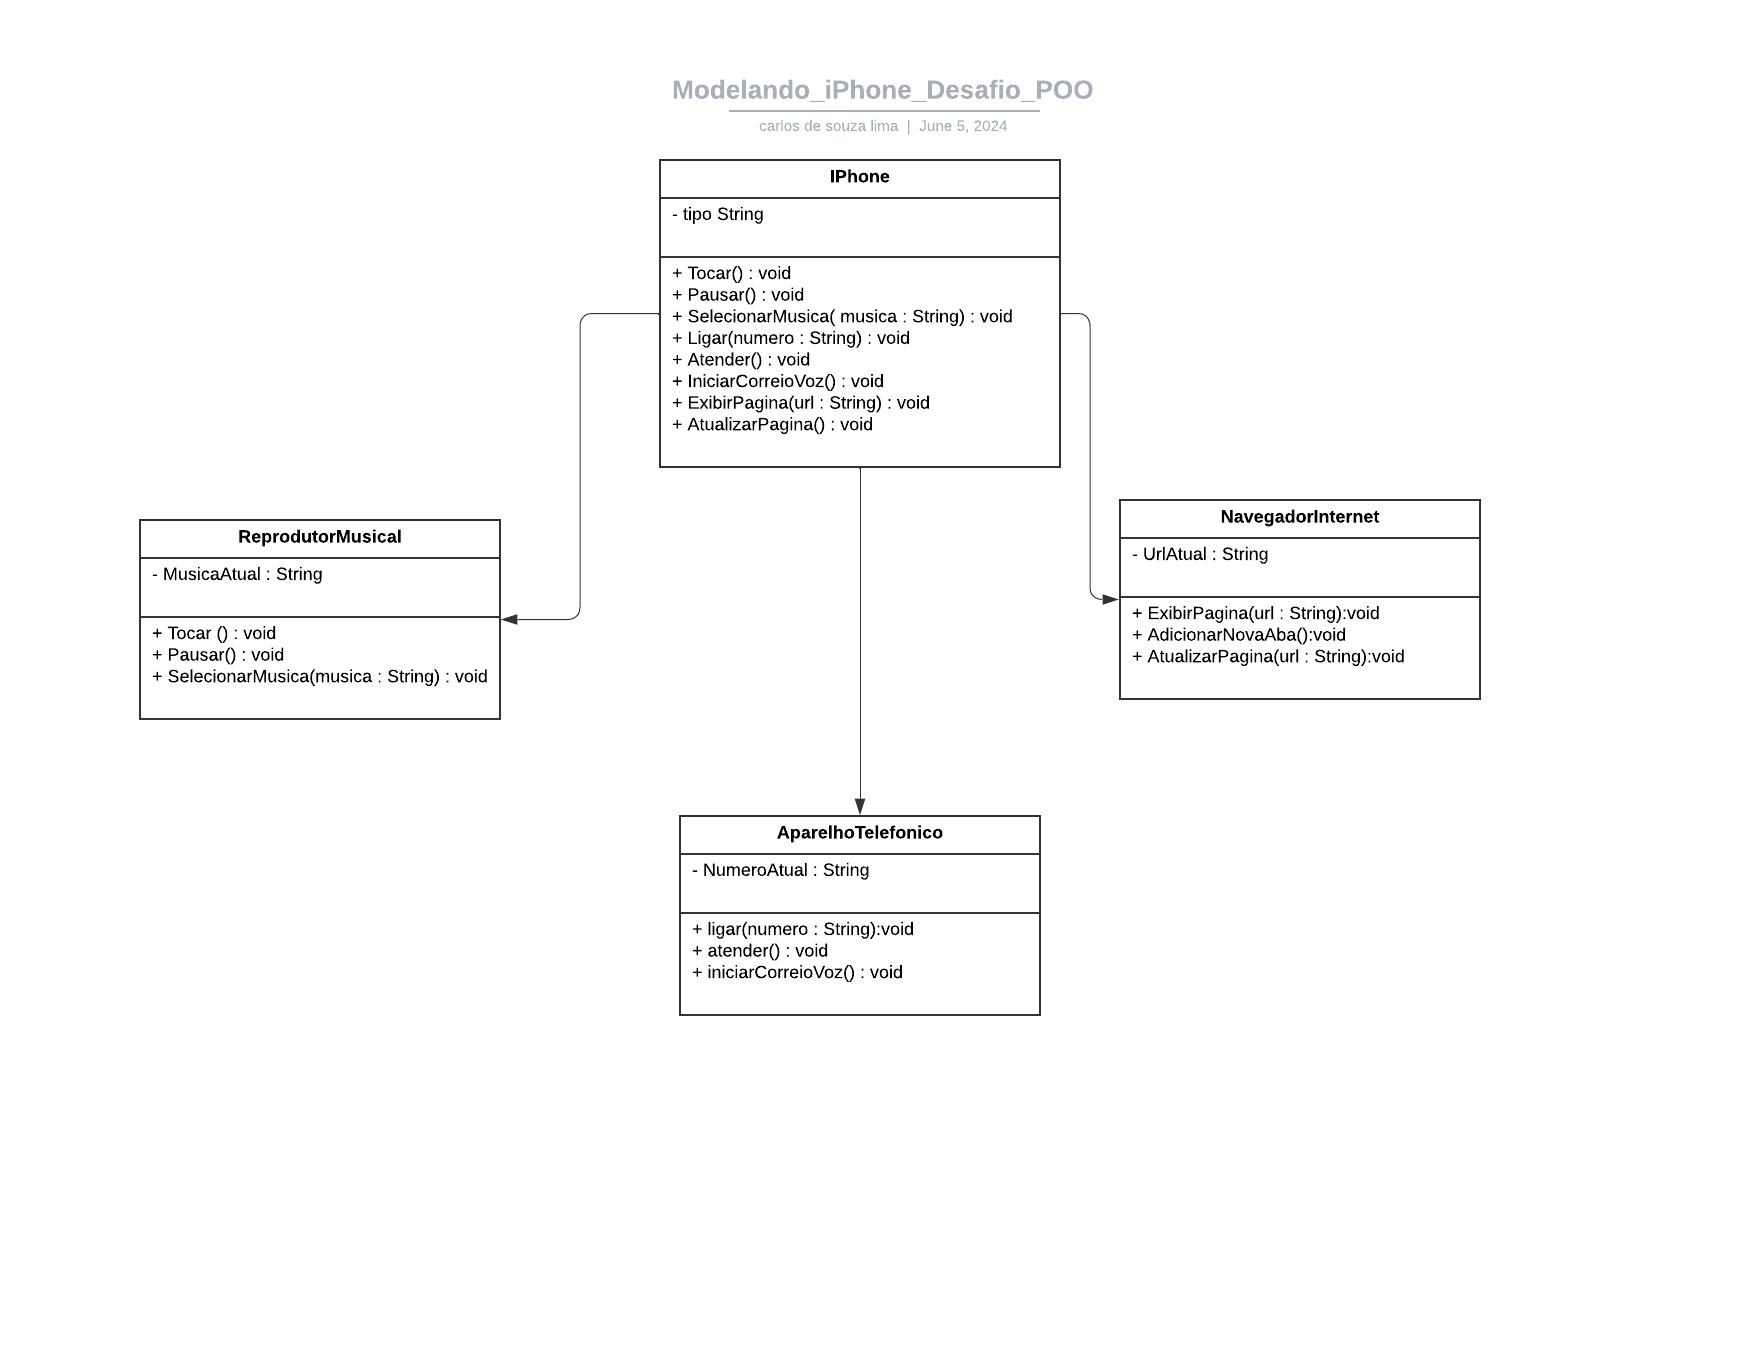 Modelando_iPhone_Desafio_POO
carlos de souza lima | June 5, 2024
IPhone
- tipo String
+ Tocar() : void
+ Pausar() : void
+ SelecionarMusica( musica : String) : void
+ Ligar(numero : String) : void
+ Atender() : void
+ IniciarCorreioVoz() : void
+ ExibirPagina(url : String) : void
+ AtualizarPagina() : void
ReprodutorMusical
- MusicaAtual : String
+ Tocar () : void
+ Pausar() : void
+ SelecionarMusica(musica : String) : void
NavegadorInternet
- UrlAtual : String
+ ExibirPagina(url : String):void
+ AdicionarNovaAba():void
+ AtualizarPagina(url : String):void
AparelhoTelefonico
- NumeroAtual : String
+ ligar(numero : String):void
+ atender() : void
+ iniciarCorreioVoz() : void